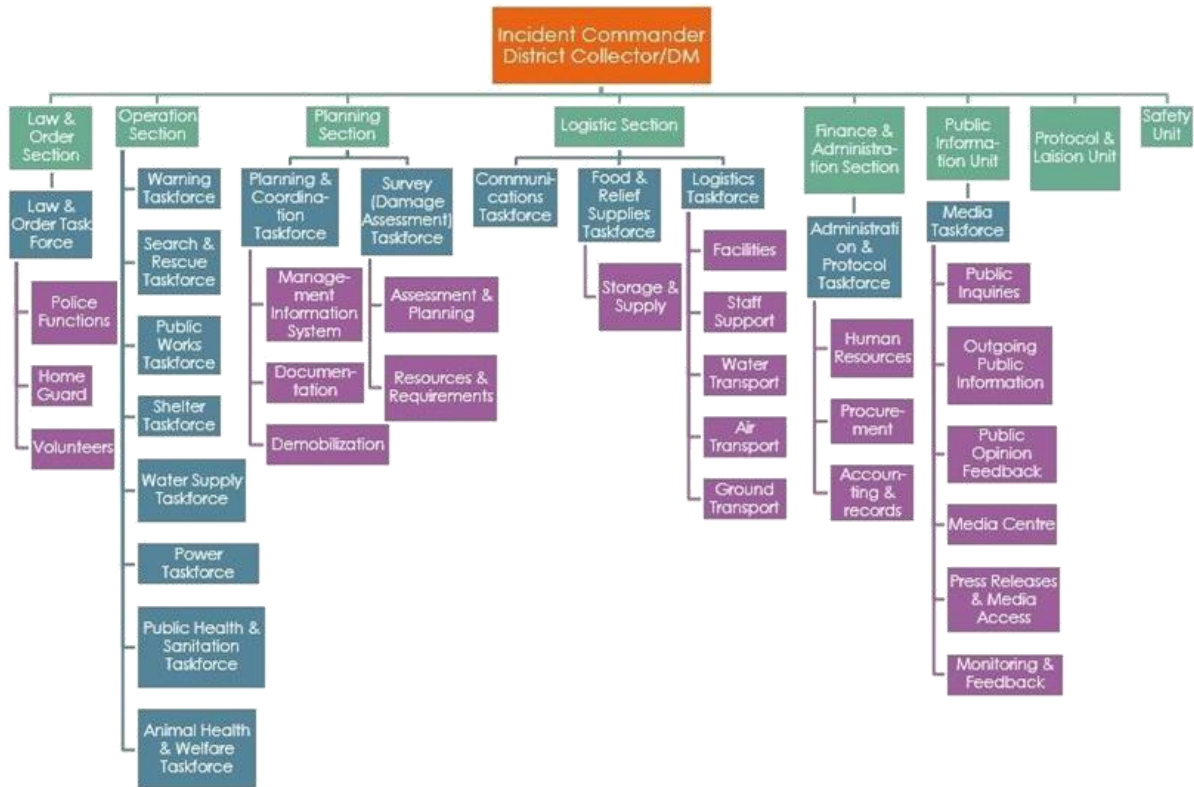 Incident Commander
District Collector/DM
Law &
Order
Section
Operation
Section
Planning
Section
Logistic Section
Finance &
Administra-
tion Section
Public
Informa-
tion Unit
Protocol &
Laision Unit
Safety
Unit
Law &
Order Task
Force
Police
Functions
Home
Guard
Volunteers
Warning
Taskforce
Search &
Rescue
Taskforce
Public
Works
Taskforce
Shelter
Taskforce
Water Supply
Taskforce
Power
Taskforce
Public Health &
Sanitation
Taskforce
Animal Health
& Welfare
Taskforce
Planning &
Coordina-
tion
Taskforce
Manage-
ment
Information
System
Documen-
tation
Demobilization
Survey
(Damage
Assessment)
Taskforce
Assessment &
Planning
Resources &
Requirements
Communi-
cations
Taskforce
Food &
Relief
Supplies
Taskforce
Storage &
Supply
Logistics
Taskforce
Facilities
Staff
Support
Water
Transport
Air
Transport
Ground
Transport
Administration
& Protocol
Taskforce
Human
Resources
Procure-
ment
Accoun-
ting &
records
Media
Taskforce
Public
Inquiries
Outgoing
Public
Information
Public
Opinion
Feedback
Media Centre
Press Releases
& Media
Access
Monitoring &
Feedback